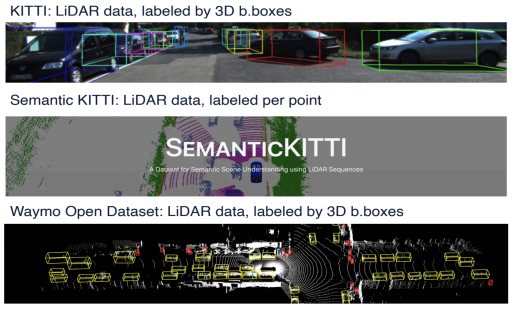 KITTI: LiDAR data, labeled by 3D b.boxes
Semantic KITTI: LiDAR data, labeled per point
SEMANTICKITTI
A Dataset for Semantic Scene Understanding using LiDAR Sequences
Waymo Open Dataset: LiDAR data, labeled by 3D b.boxes